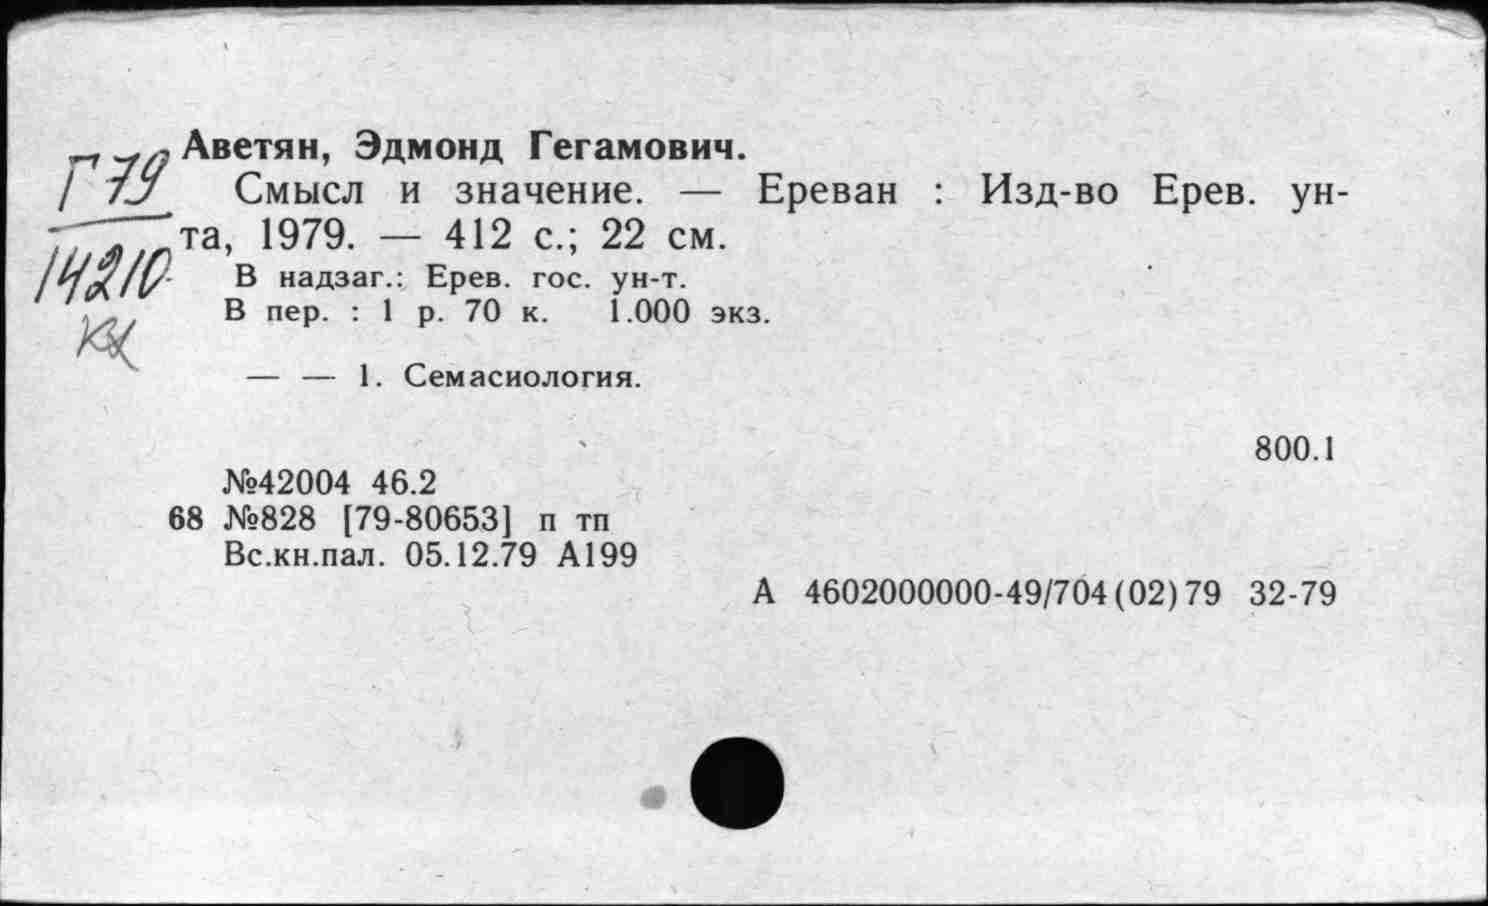 Аветян, Эдмонд Гегамович.
Г79
Смысл и значение. — Ереван : Изд-во Ерев. ун-
та, 1979. — 412 с.; 22 см.
14210
В надзаг.: Ерев. гос. ун-т.
В пер. : 1 р. 70 к. 1.000 экз.
— — 1. Семасиология.
800.1
№42004 46.2
68 №828 [79-80653] п тп
Вс.кн.пал. 05.12.79 А199
А 4602000000-49/704(02)79 32-79